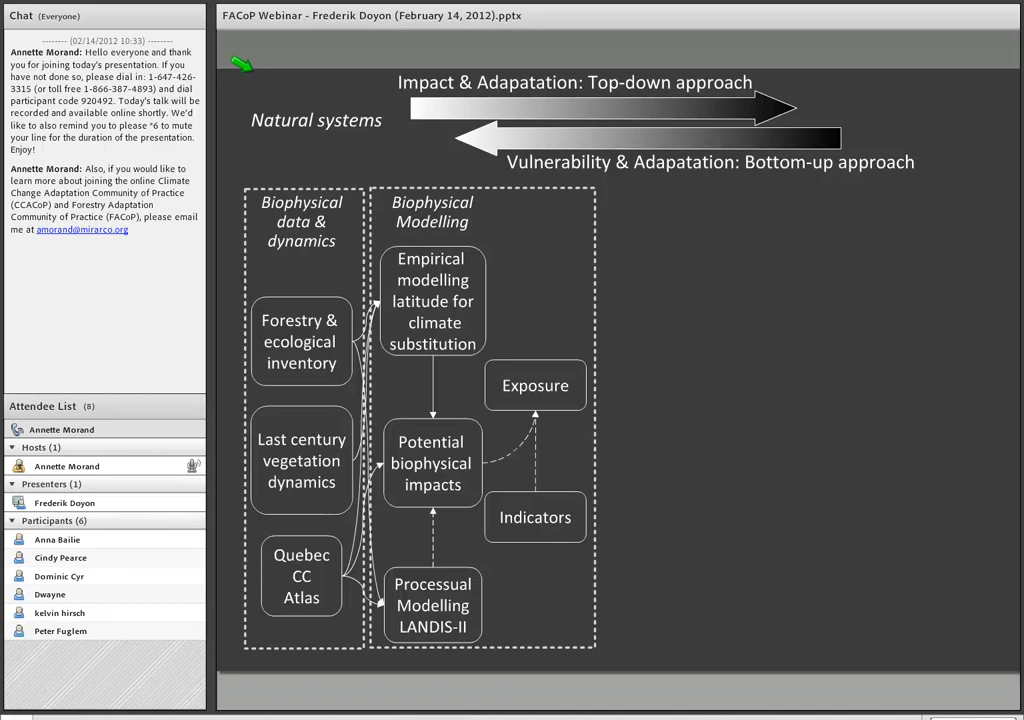 Chat (Everyone)
-------- (02/14/2012 10:33) --------
Annette Morand: Hello everyone and thank
you for joining today's presentation. If you
have not done so, please dial in: 1-647-426-
3315 (or toll free 1-866-387-4893) and dial
participant code 920492. Today's talk will be
recorded and available online shortly. We'd
like to also remind you to please *6 to mute
your line for the duration of the presentation.
Enjoy!
Annette Morand: Also, if you would like to
learn more about joining the online Climate
Change Adaptation Community of Practice
(CCACoP) and Forestry Adaptation
Community of Practice (FACoP), please email
me at amorand@mirarco.org
Attendee List (8)
Annette Morand
Hosts (1)
Annette Morand
Presenters (1)
Frederik Doyon
Participants (6)
Anna Bailie
Cindy Pearce
Dominic Cyr
Dwayne
kelvin hirsch
Peter Fuglem
FACoP Webinar - Frederik Doyon (February 14, 2012).pptx
Impact & Adapatation: Top-down approach
Natural systems
Vulnerability & Adapatation: Bottom-up approach
Biophysical
data &
dynamics
Forestry &
ecological
inventory
Last century
vegetation
dynamics
Quebec
CC
Atlas
Biophysical
Modelling
Empirical
modelling
latitude for
climate
substitution
Exposure
Potential
biophysical
impacts
Indicators
Processual
Modelling
LANDIS-II